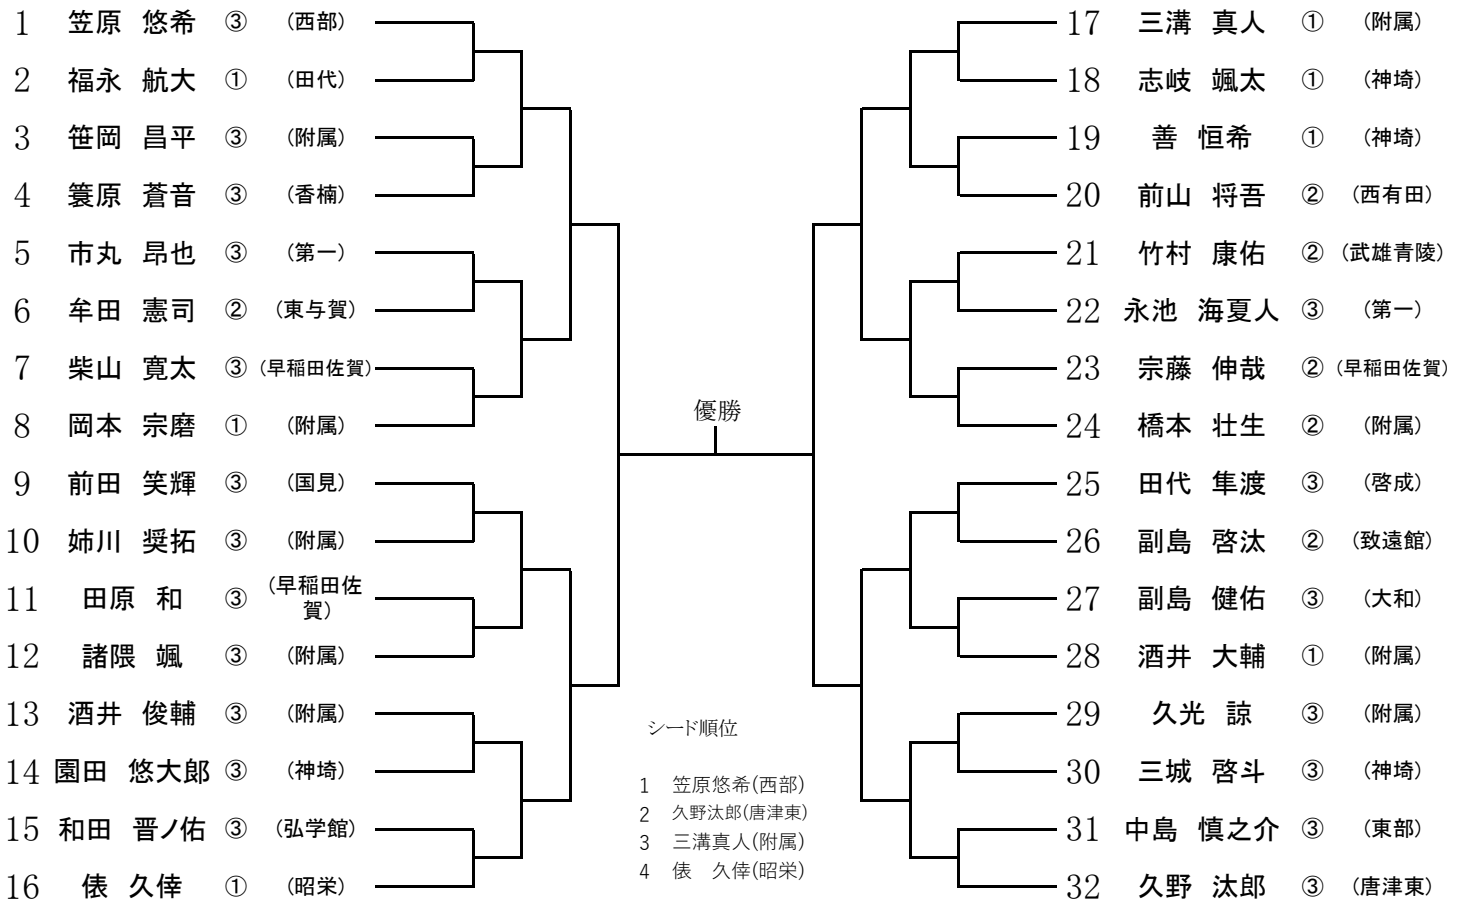 1 笠原 悠希 ③ (西部)
2 福永 航大 ① (田代)
3 笹岡 昌平 ③ (附属)
4 簑原 蒼音 ③ (香楠)
5 市丸 昂也 ③ (第一)
6 牟田 憲司 ② (東与賀)
7 柴山 寛太 ③ (早稲田佐賀)
8 岡本 宗磨 ① (附属)
9 前田 笑輝 ③ (国見)
10 姉川 奨拓 ③ (附属)
11 田原 和 ③ (早稲田佐
賀)
12 諸隈 颯 ③ (附属)
13 酒井 俊輔 ③ (附属)
14 園田 悠大郎 ③ (神埼)
15 和田 晋ノ佑 ③ (弘学館)
16 俵 久倖 ① (昭栄)
優勝
シード順位
1 笠原悠希(西部)
2 久野汰郎(唐津東)
3 三溝真人(附属)
4 俵 久倖(昭栄)
17 三溝 真人 ① (附属)
18 志岐 颯太 ① (神埼)
19 善 恒希 ① (神埼)
20 前山 将吾 ② (西有田)
21 竹村 康佑 ② (武雄青陵)
22 永池 海夏人 ③ (第一)
23 宗藤 伸哉 ② (早稲田佐賀)
24 橋本 壮生 ② (附属)
25 田代 隼渡 ③ (啓成)
26 副島 啓汰 ② (致遠館)
27 副島 健佑 ③ (大和)
28 酒井 大輔 ① (附属)
29 久光 諒 ③ (附属)
30 三城 啓斗 ③ (神埼)
31 中島 慎之介 ③ (東部)
32 久野 汰郎 ③ (唐津東)